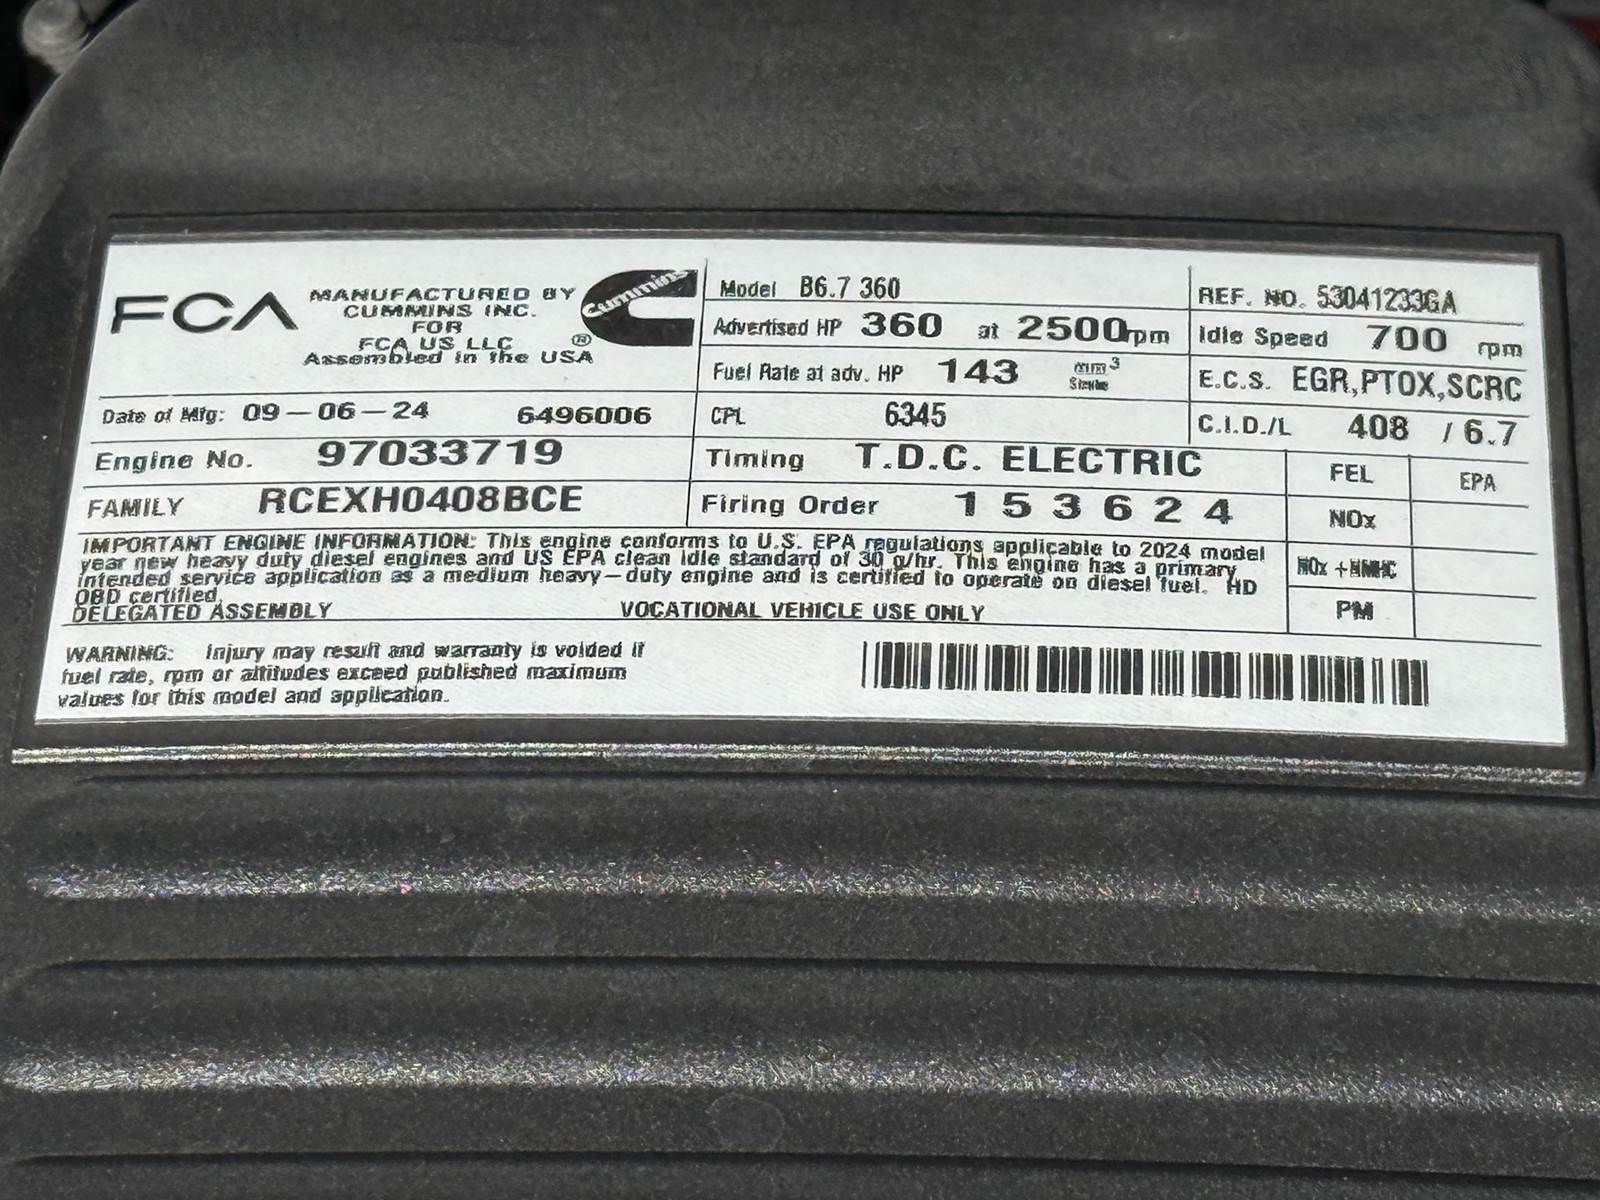 FCA
MANUFACTURED BY
CUMMINS INC.
FOR
FCA US LLC
Assembled in the USA
Cummins
®
Date of Mfg: 09-06-24 6496006
Engine No. 97033719
FAMILY RCEXH0408BCE
Model B6.7 360
Advertised HP 360 at 2500rpm
Fuel Rate at adv. HP 143 mm³
Stroke
CPL 6345
Timing T.D.C. ELECTRIC
Firing Order 1 5 3 6 2 4
REF. NO. 53041233GA
Idle Speed 700 rpm
E.C.S. EGR,PTOX,SCRC
C.I.D./L 408 / 6.7
FEL EPA
NOx
NOx +NMHC
PM
IMPORTANT ENGINE INFORMATION: This engine conforms to U.S. EPA regulations applicable to 2024 model
year new heavy duty diesel engines and US EPA clean idle standard of 30 g/hr. This engine has a primary
intended service application as a medium heavy-duty engine and is certified to operate on diesel fuel. HD
OBD certified.
DELEGATED ASSEMBLY VOCATIONAL VEHICLE USE ONLY
WARNING: Injury may result and warranty is voided if
fuel rate, rpm or altitudes exceed published maximum
values for this model and application.